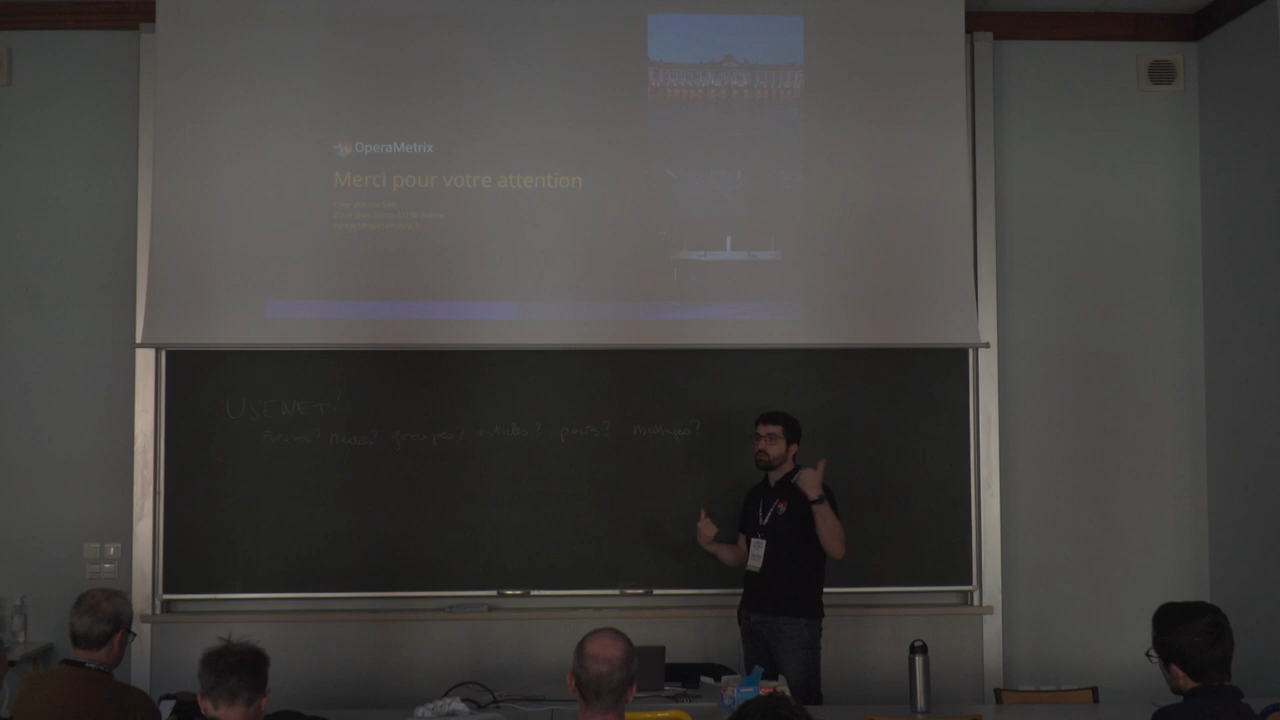 OperaMetrix
Merci pour votre attention
USENET?
Forums? news? groupes? articles? posts? messages?